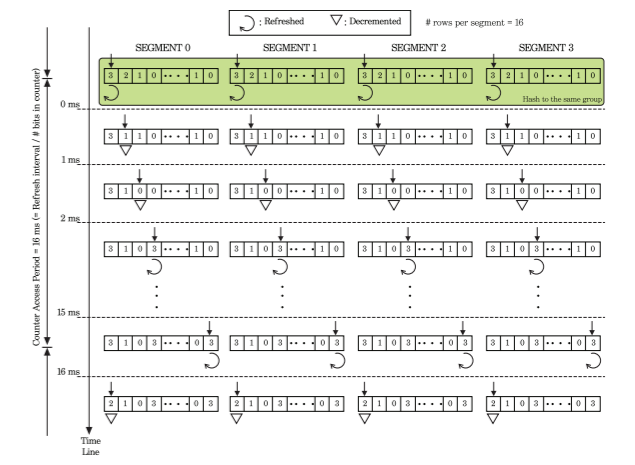 : Refreshed ▽: Decremented # rows per segment = 16
SEGMENT 0 SEGMENT 1 SEGMENT 2 SEGMENT 3
3 2 1 0 • • • • 1 0 3 2 1 0 • • • • 1 0 3 2 1 0 • • • • 1 0 3 2 1 0 • • • • 1 0
Hash to the same group
0 ms
3 1 1 0 • • • • 1 0 3 1 1 0 • • • • 1 0 3 1 1 0 • • • • 1 0 3 1 1 0 • • • • 1 0
1 ms
3 1 0 0 • • • • 1 0 3 1 0 0 • • • • 1 0 3 1 0 0 • • • • 1 0 3 1 0 0 • • • • 1 0
2 ms
3 1 0 3 • • • • 1 0 3 1 0 3 • • • • 1 0 3 1 0 3 • • • • 1 0 3 1 0 3 • • • • 1 0
15 ms
3 1 0 3 • • • • 0 3 3 1 0 3 • • • • 0 3 3 1 0 3 • • • • 0 3 3 1 0 3 • • • • 0 3
16 ms
2 1 0 3 • • • • 0 3 2 1 0 3 • • • • 0 3 2 1 0 3 • • • • 0 3 2 1 0 3 • • • • 0 3
Time
Line
Counter Access Period = 16 ms (= Refresh interval / # bits in counter)